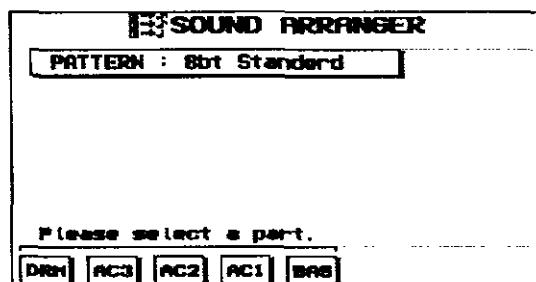 SOUND ARRANGER
PATTERN : 8bt Standard
Please select a part.
DRM AC3 AC2 AC1 BAS